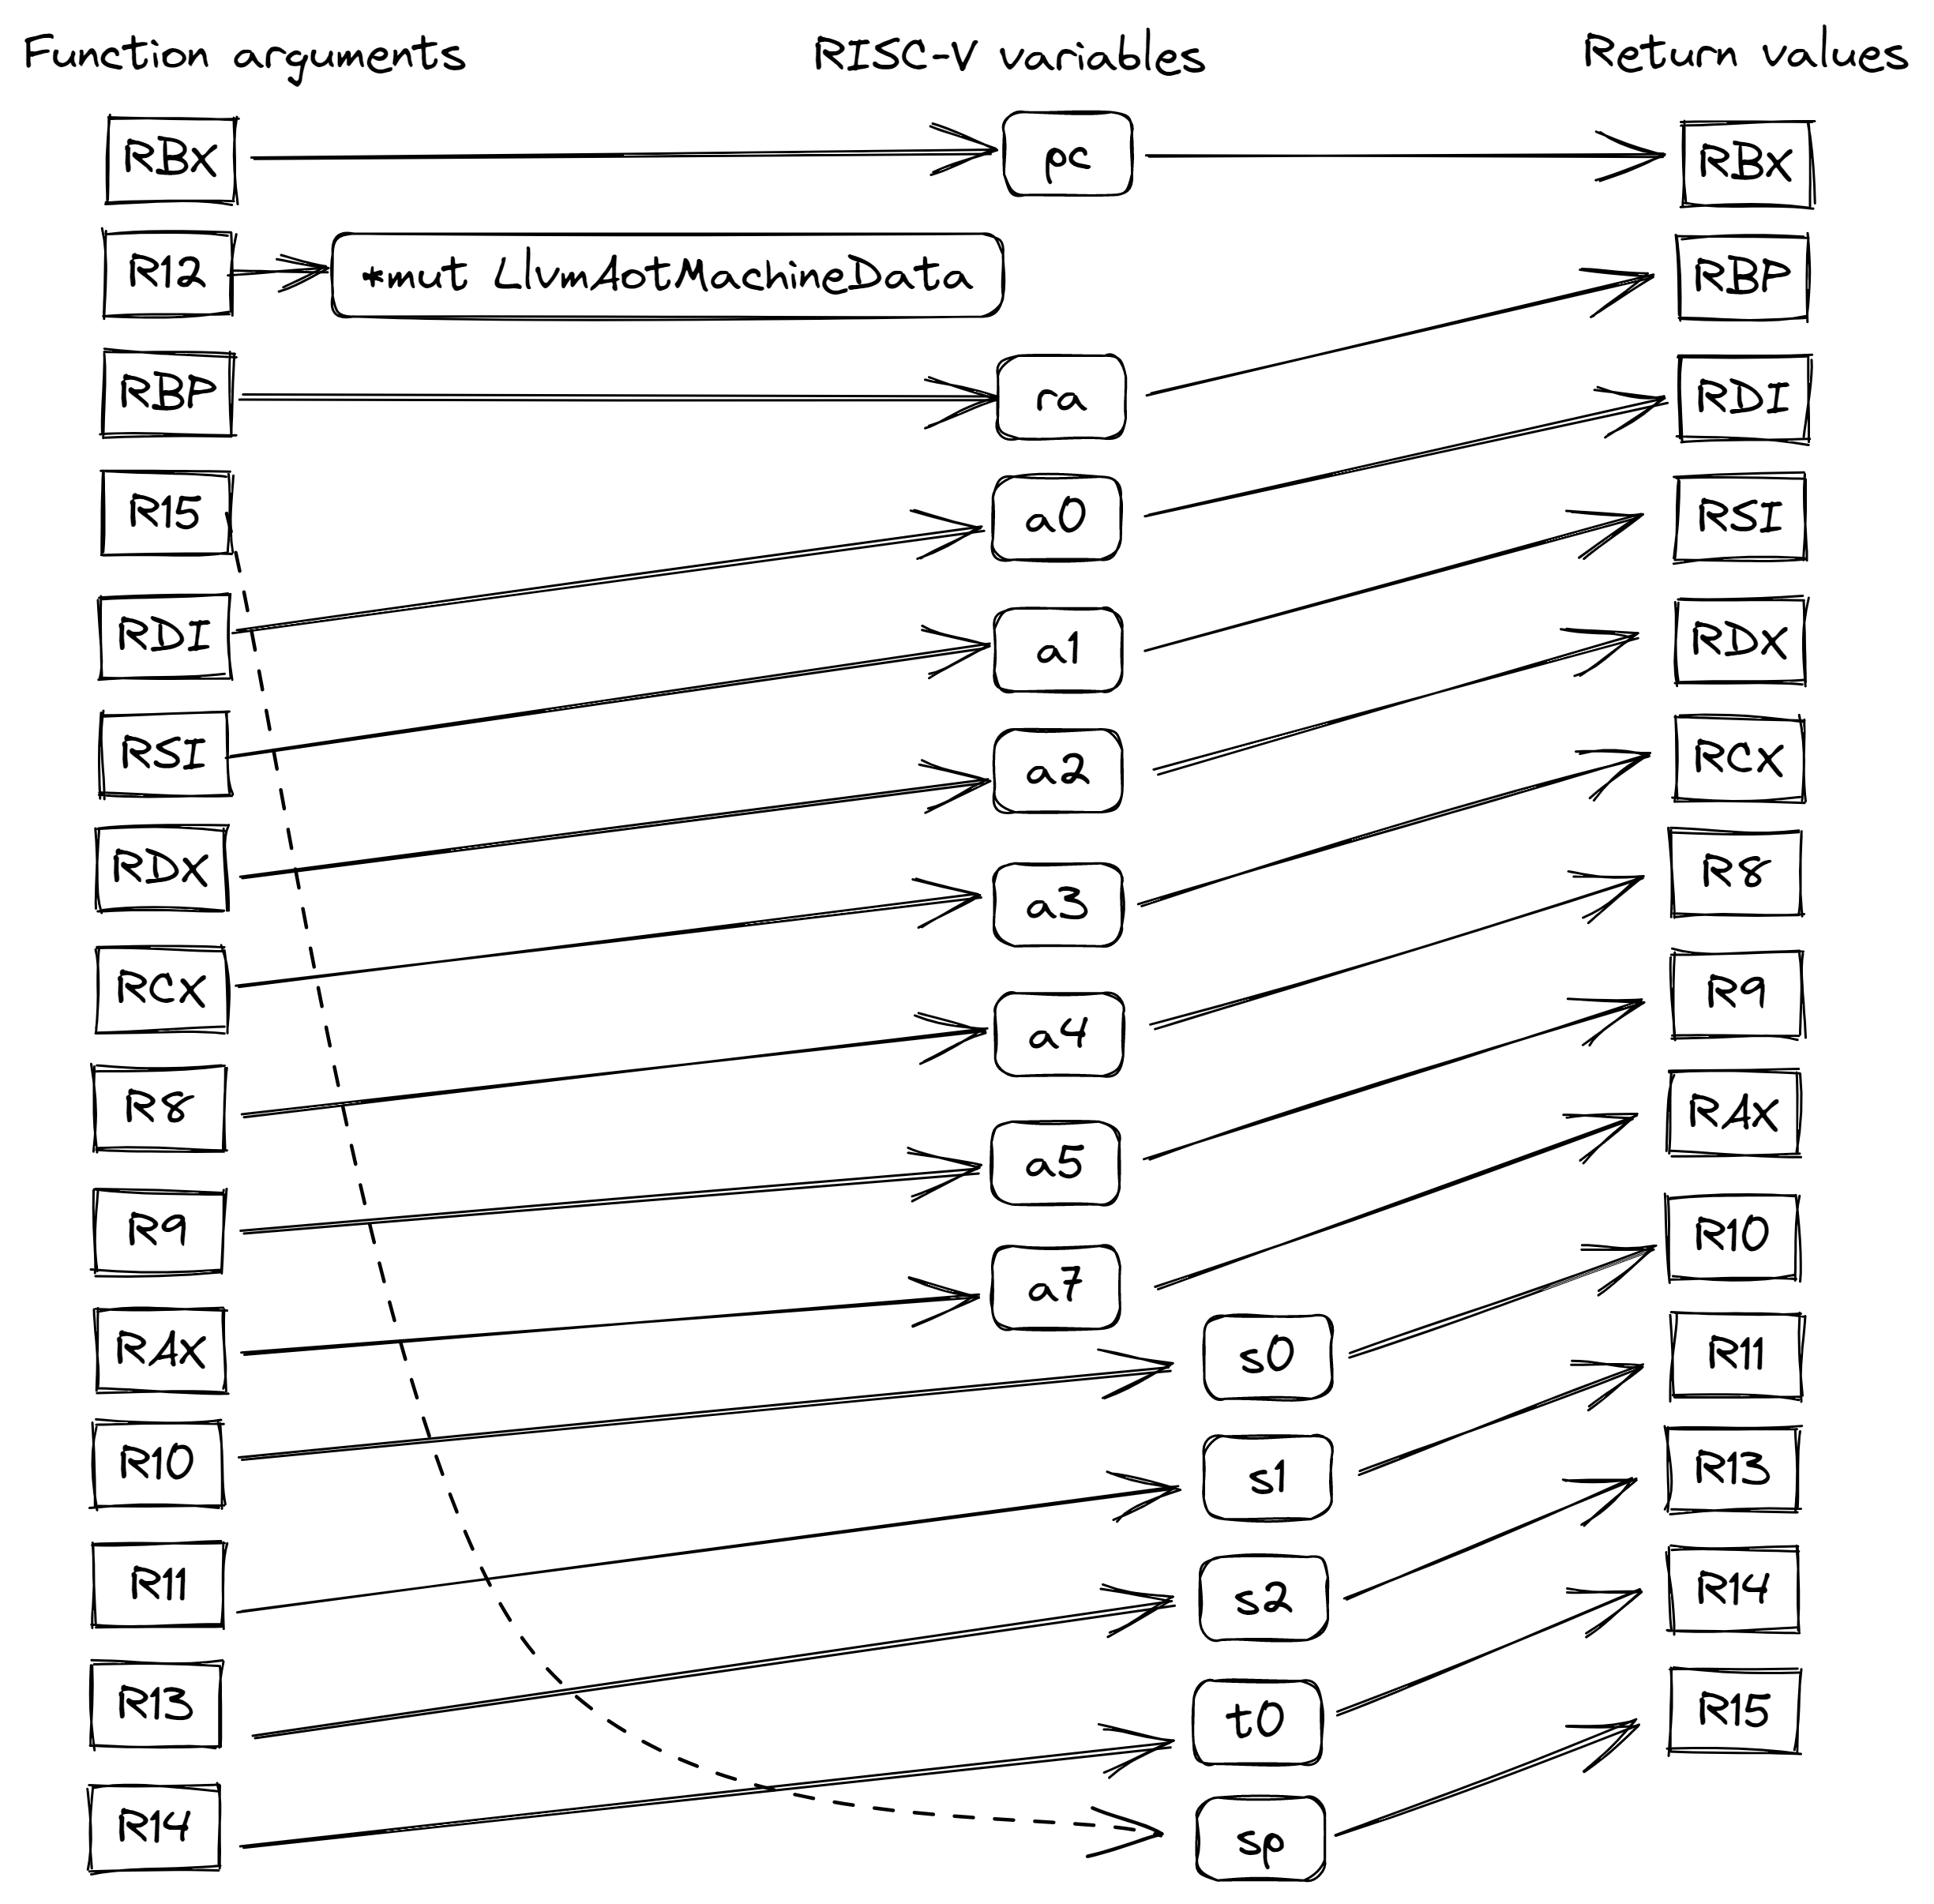 Function arguments
RISC-V variables
Return values
RBX
pc
RBX
R12
*mut LlvmAotMachineData
RBP
RBP
ra
RDI
R15
a0
RSI
RDI
a1
RDX
RSI
a2
RCX
RDX
a3
R8
RCX
a4
R9
R8
a5
RAX
R9
a7
R10
RAX
s0
R11
R10
s1
R13
R11
s2
R14
R13
t0
R15
R14
sp